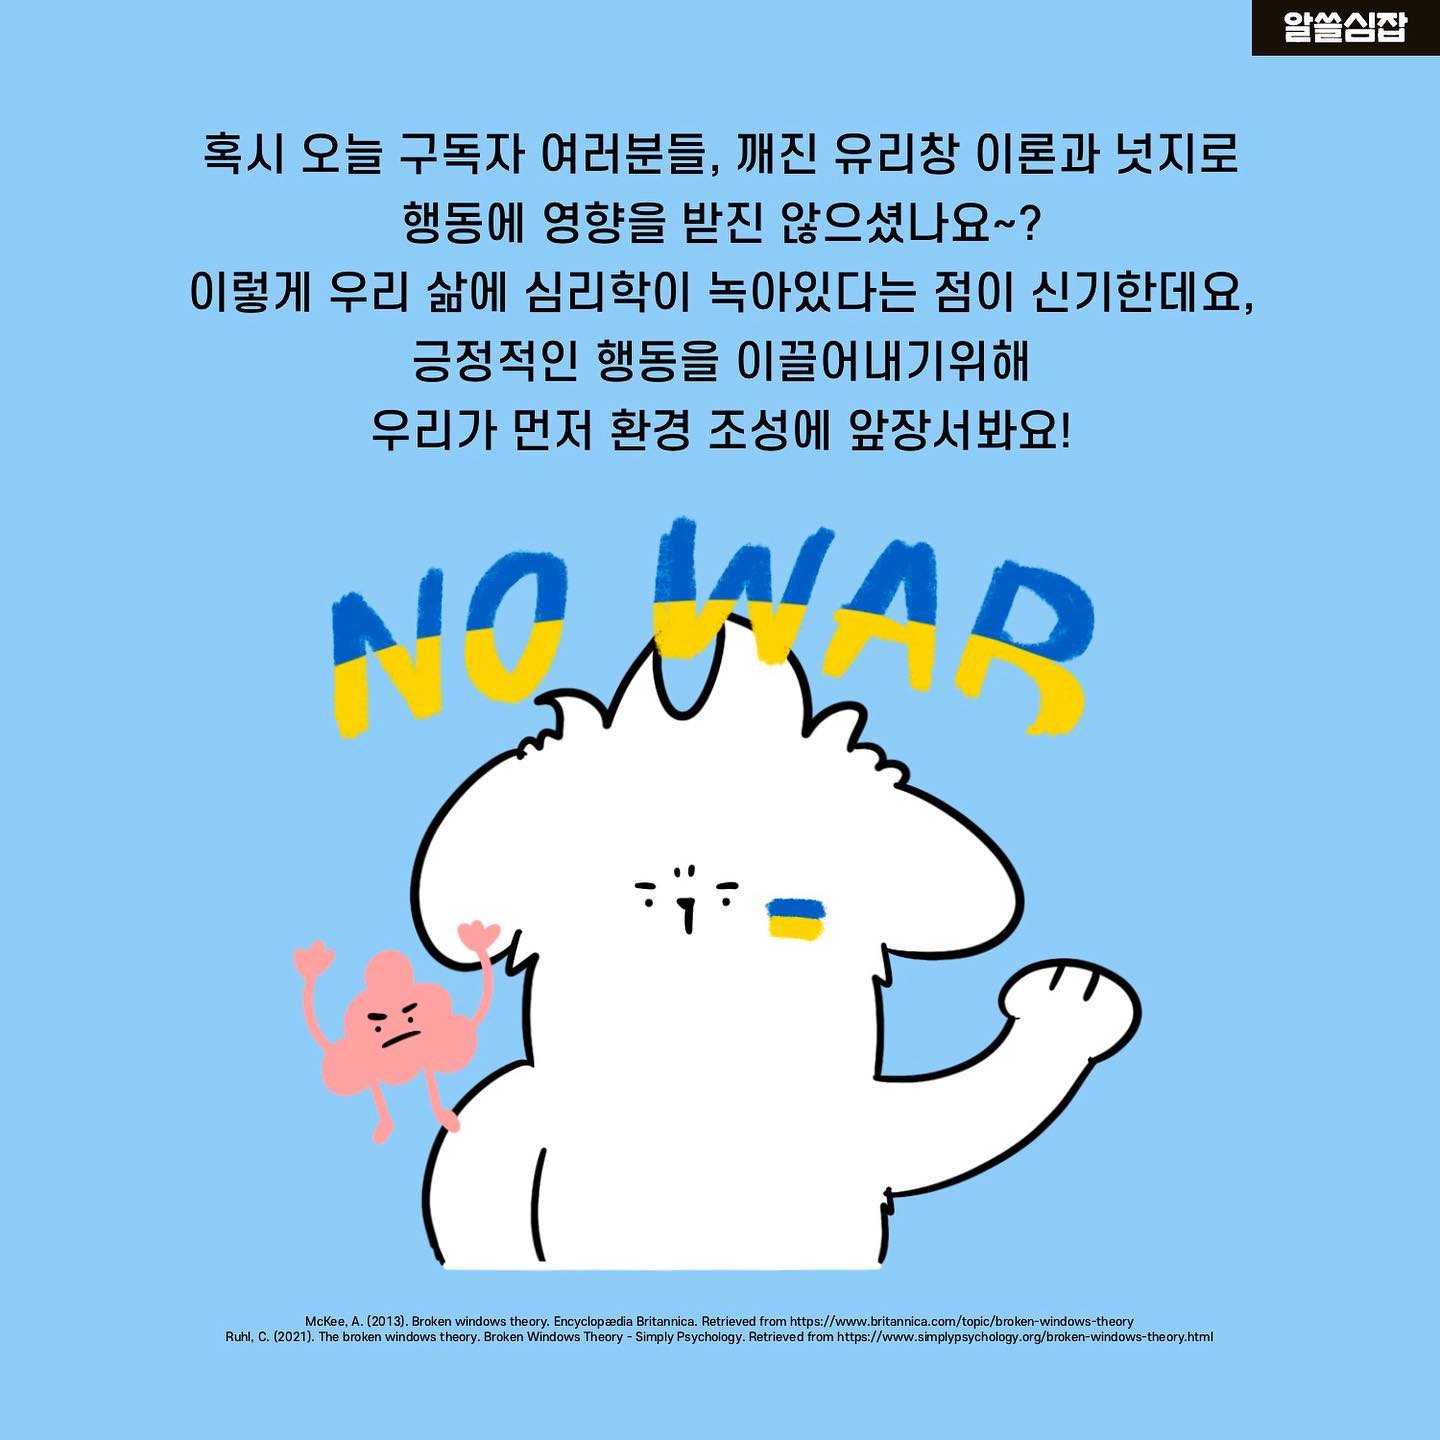 알쓸심잡
혹시 오늘 구독자 여러분들, 깨진 유리창 이론과 넛지로
행동에 영향을 받진 않으셨나요~?
이렇게 우리 삶에 심리학이 녹아있다는 점이 신기한데요,
긍정적인 행동을 이끌어내기위해
우리가 먼저 환경 조성에 앞장서봐요!
NO WAR
McKee, A. (2013). Broken windows theory. Encyclopædia Britannica. Retrieved from https://www.britannica.com/topic/broken-windows-theory
Ruhl, C. (2021). The broken windows theory. Broken Windows Theory - Simply Psychology. Retrieved from https://www.simplypsychology.org/broken-windows-theory.html